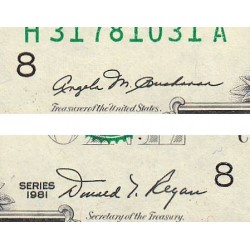 H 31781031 A
8
Angela M. Buchanan
Treasurer of the United States.
8
SERIES
1981
Donald T. Regan
Secretary of the Treasury.